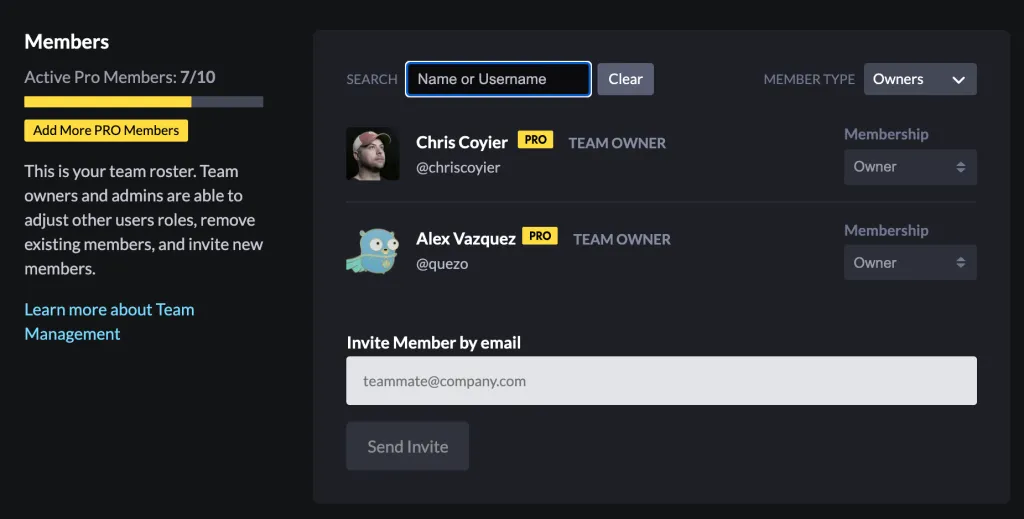 Members
Active Pro Members: 7/10
Add More PRO Members
This is your team roster. Team
owners and admins are able to
adjust other users roles, remove
existing members, and invite new
members.
Learn more about Team
Management
SEARCH Name or Username Clear MEMBER TYPE Owners
Chris Coyier PRO TEAM OWNER
@chriscoyier
Membership
Owner
Alex Vazquez PRO TEAM OWNER
@quezo
Membership
Owner
Invite Member by email
teammate@company.com
Send Invite